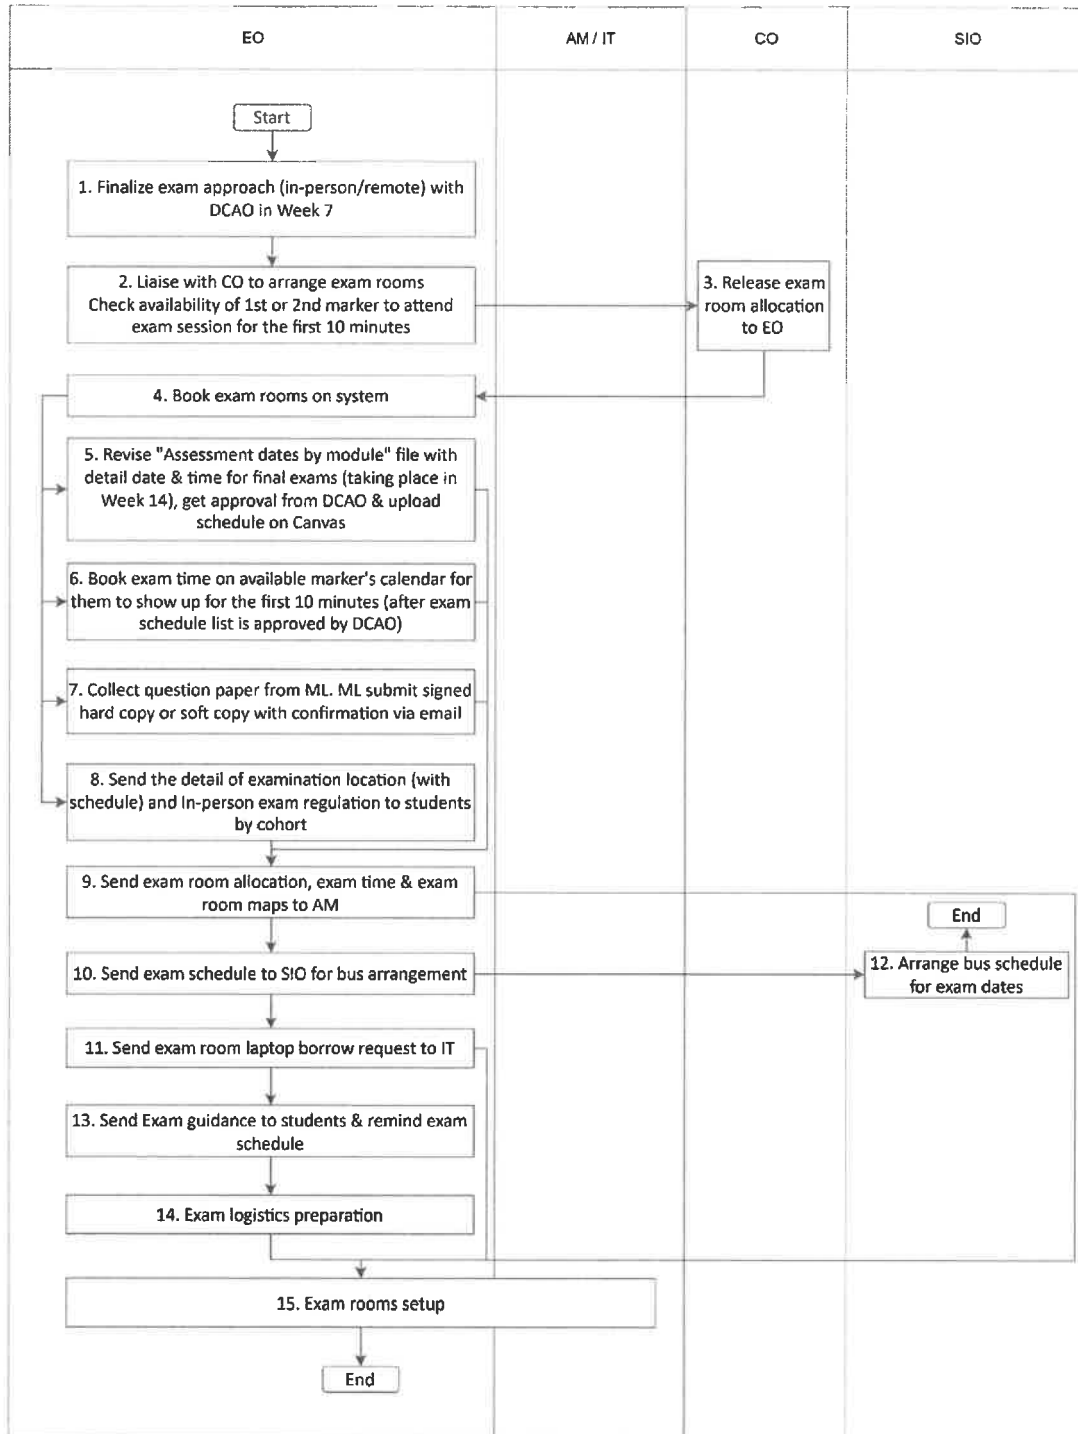 EO
AM / IT
CO
SIO
Start
1. Finalize exam approach (in-person/remote) with
DCAO in Week 7
2. Liaise with CO to arrange exam rooms
Check availability of 1st or 2nd marker to attend
exam session for the first 10 minutes
3. Release exam
room allocation
to EO
4. Book exam rooms on system
5. Revise "Assessment dates by module" file with
detail date & time for final exams (taking place in
Week 14), get approval from DCAO & upload
schedule on Canvas
6. Book exam time on available marker's calendar for
them to show up for the first 10 minutes (after exam
schedule list is approved by DCAO)
7. Collect question paper from ML. ML submit signed
hard copy or soft copy with confirmation via email
8. Send the detail of examination location (with
schedule) and In-person exam regulation to students
by cohort
9. Send exam room allocation, exam time & exam
room maps to AM
End
10. Send exam schedule to SIO for bus arrangement
12. Arrange bus schedule
for exam dates
11. Send exam room laptop borrow request to IT
13. Send Exam guidance to students & remind exam
schedule
14. Exam logistics preparation
15. Exam rooms setup
End